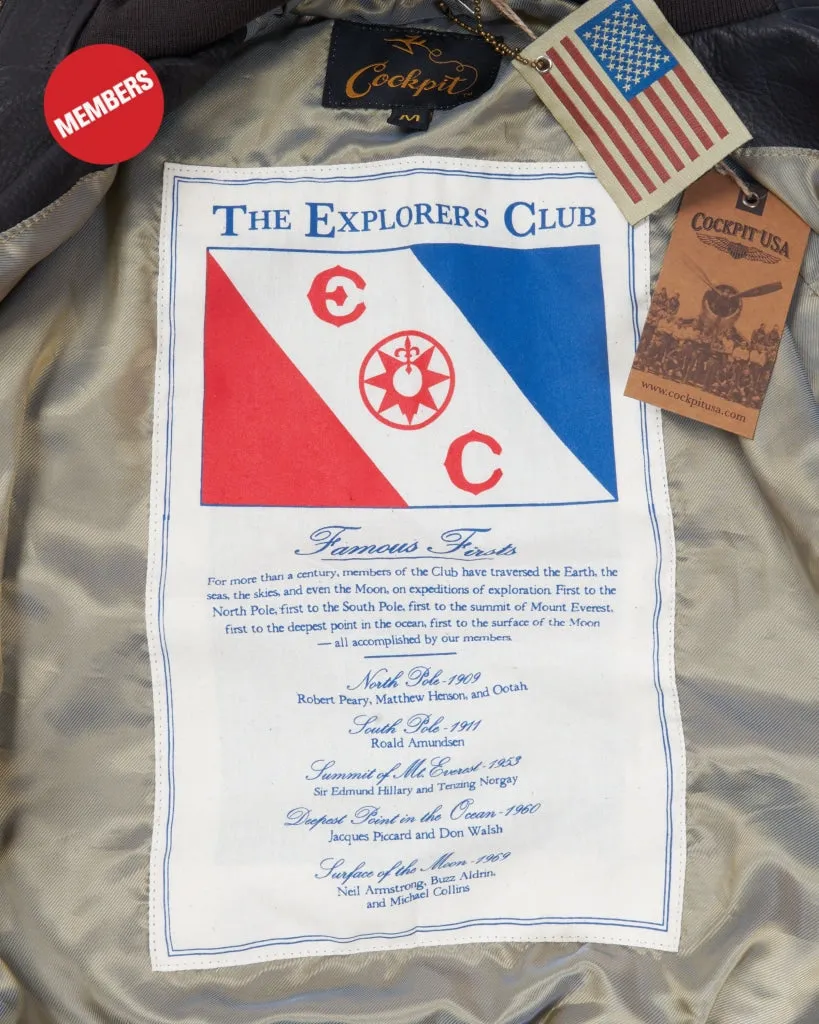 MEMBERS
Cockpit
M
COCKPIT USA
www.cockpitusa.com
THE EXPLORERS CLUB
E
C
Famous Firsts
For more than a century, members of the Club have traversed the Earth, the
seas, the skies, and even the Moon, on expeditions of exploration. First to the
North Pole, first to the South Pole, first to the summit of Mount Everest,
first to the deepest point in the ocean, first to the surface of the Moon
— all accomplished by our members.
North Pole - 1909
Robert Peary, Matthew Henson, and Ootah
South Pole - 1911
Roald Amundsen
Summit of Mt. Everest - 1953
Sir Edmund Hillary and Tenzing Norgay
Deepest Point in the Ocean - 1960
Jacques Piccard and Don Walsh
Surface of the Moon - 1969
Neil Armstrong, Buzz Aldrin,
and Michael Collins